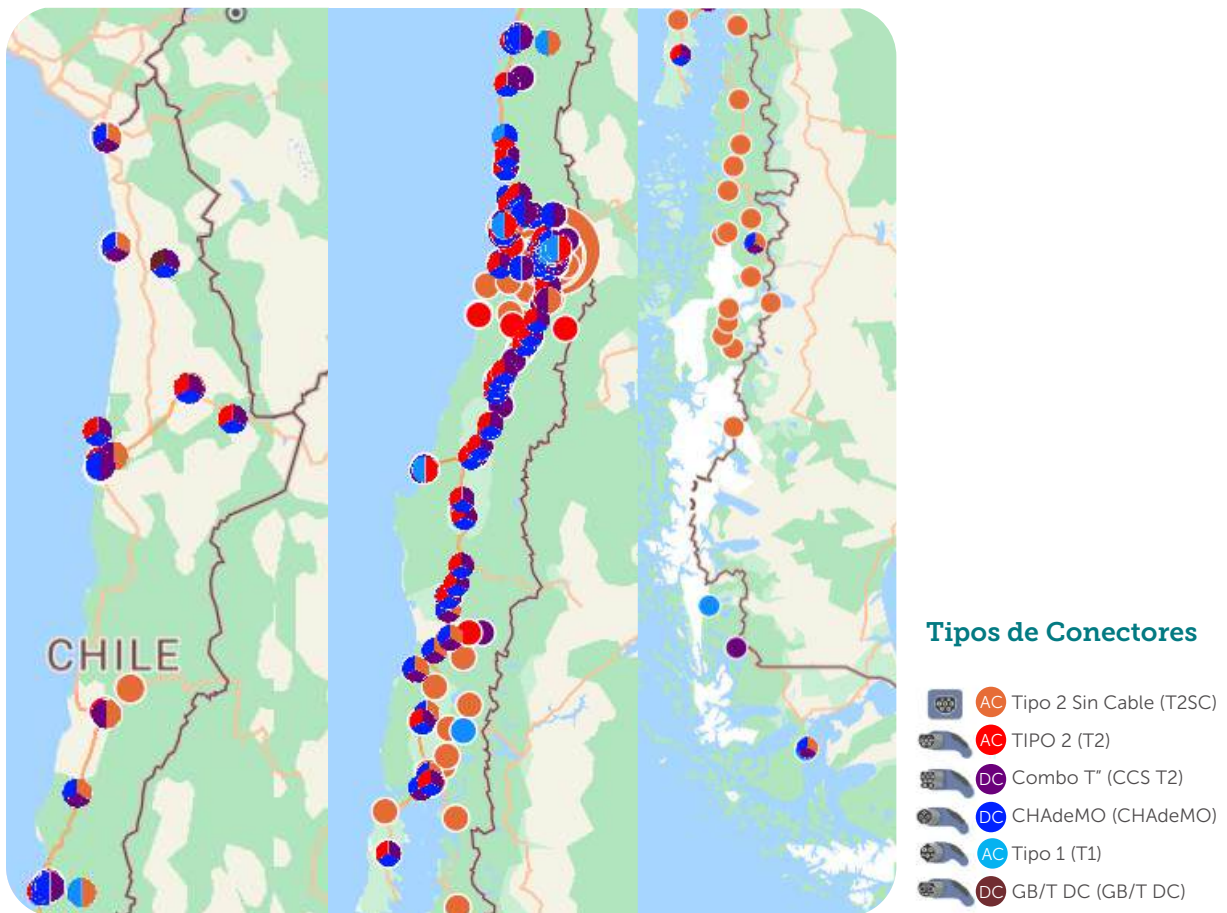 CHILE
Tipos de Conectores
AC Tipo 2 Sin Cable (T2SC)
AC TIPO 2 (T2)
DC Combo T” (CCS T2)
DC CHAdeMO (CHAdeMO)
AC Tipo 1 (T1)
DC GB/T DC (GB/T DC)